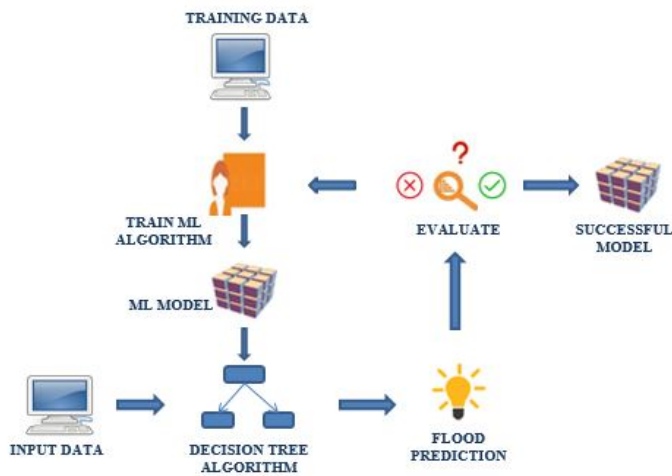 TRAINING DATA
?
TRAIN ML
ALGORITHM
EVALUATE
SUCCESSFUL
MODEL
ML MODEL
INPUT DATA
DECISION TREE
ALGORITHM
FLOOD
PREDICTION